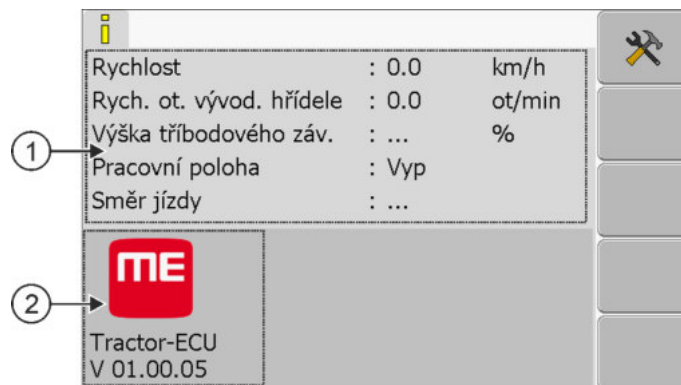 Rychlost : 0.0 km/h
Rych. ot. vývod. hřídele : 0.0 ot/min
Výška tříbodového záv. : ... %
1
Pracovní poloha : Vyp
Směr jízdy : ...
ME
2
Tractor-ECU
V 01.00.05